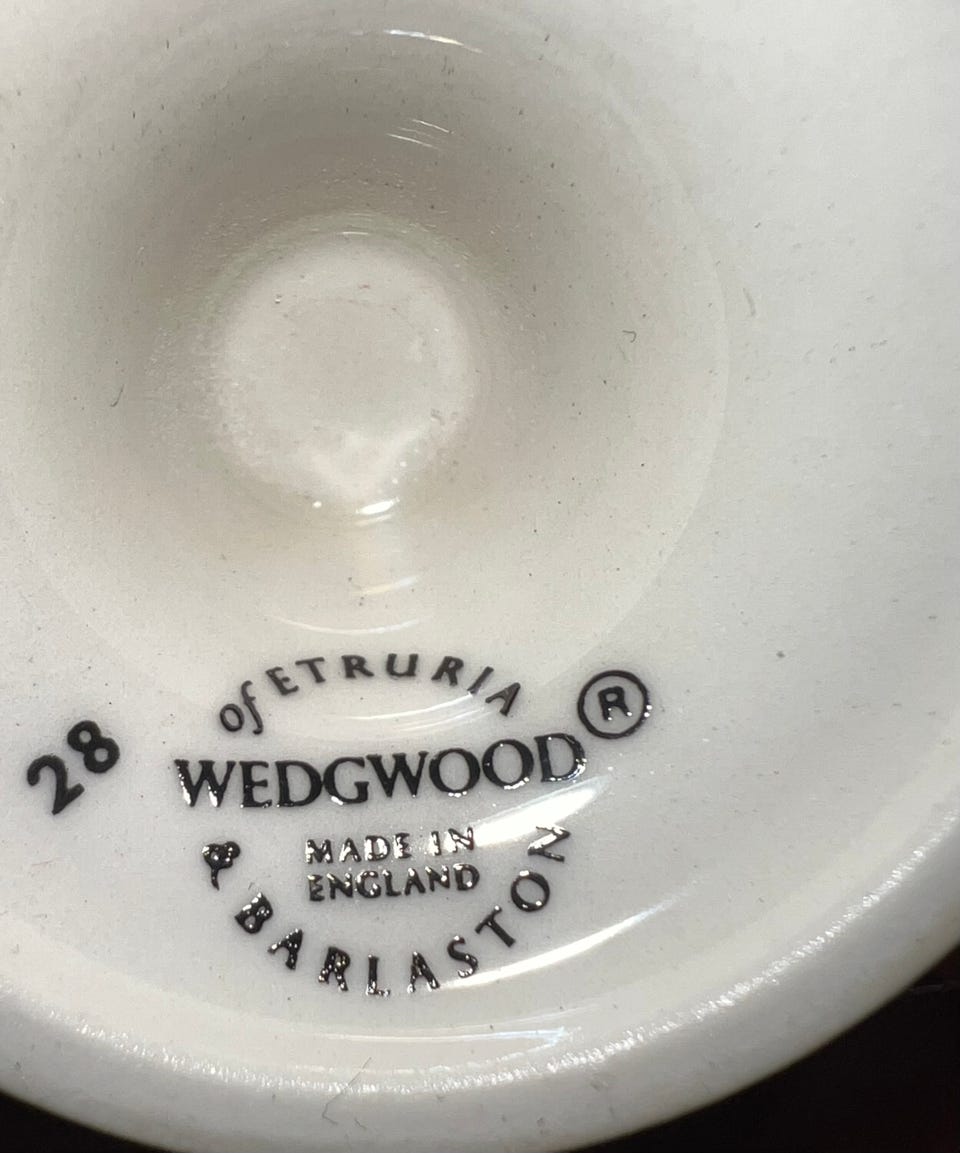 of ETRURIA
28
WEDGWOOD ®
MADE IN
ENGLAND
& BARLASTON